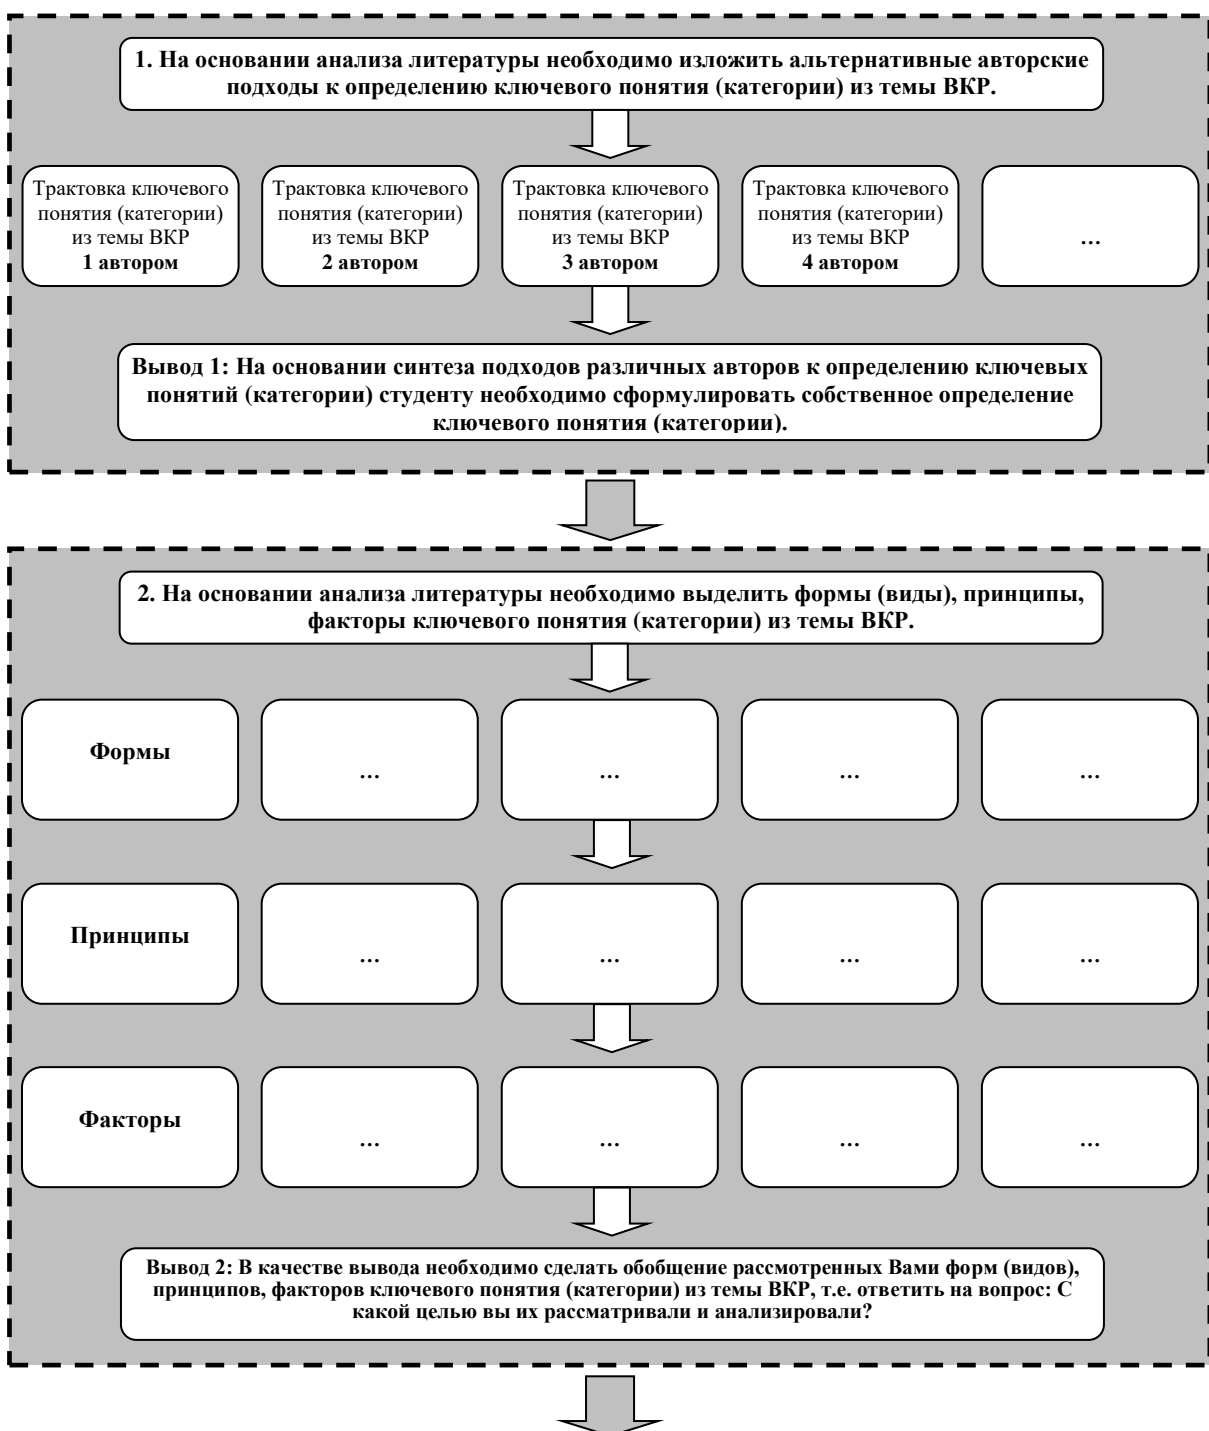 1. На основании анализа литературы необходимо изложить альтернативные авторские
подходы к определению ключевого понятия (категории) из темы ВКР.
Трактовка ключевого
понятия (категории)
из темы ВКР
1 автором
Трактовка ключевого
понятия (категории)
из темы ВКР
2 автором
Трактовка ключевого
понятия (категории)
из темы ВКР
3 автором
Трактовка ключевого
понятия (категории)
из темы ВКР
4 автором
...
Вывод 1: На основании синтеза подходов различных авторов к определению ключевых
понятий (категории) студенту необходимо сформулировать собственное определение
ключевого понятия (категории).
2. На основании анализа литературы необходимо выделить формы (виды), принципы,
факторы ключевого понятия (категории) из темы ВКР.
Формы
...
...
...
...
Принципы
...
...
...
...
Факторы
...
...
...
...
Вывод 2: В качестве вывода необходимо сделать обобщение рассмотренных Вами форм (видов),
принципов, факторов ключевого понятия (категории) из темы ВКР, т.е. ответить на вопрос: С
какой целью вы их рассматривали и анализировали?